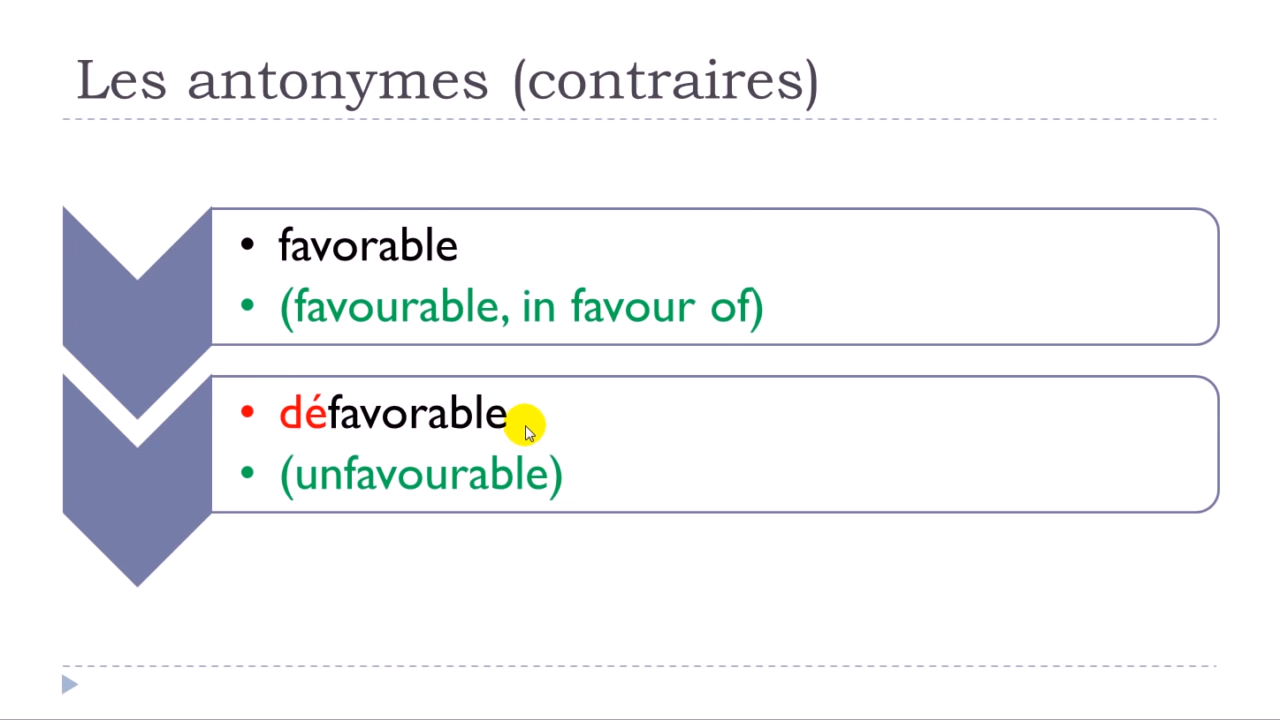 Les antonymes (contraires)
• favorable
• (favourable, in favour of)
• défavorable
• (unfavourable)